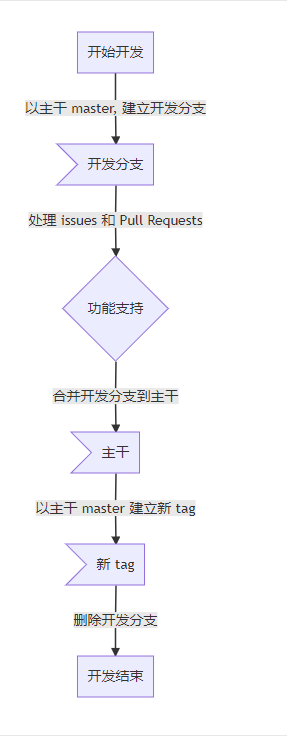 开始开发
以主干 master, 建立开发分支
开发分支
处理 issues 和 Pull Requests
功能支持
合并开发分支到主干
主干
以主干 master 建立新 tag
新 tag
删除开发分支
开发结束